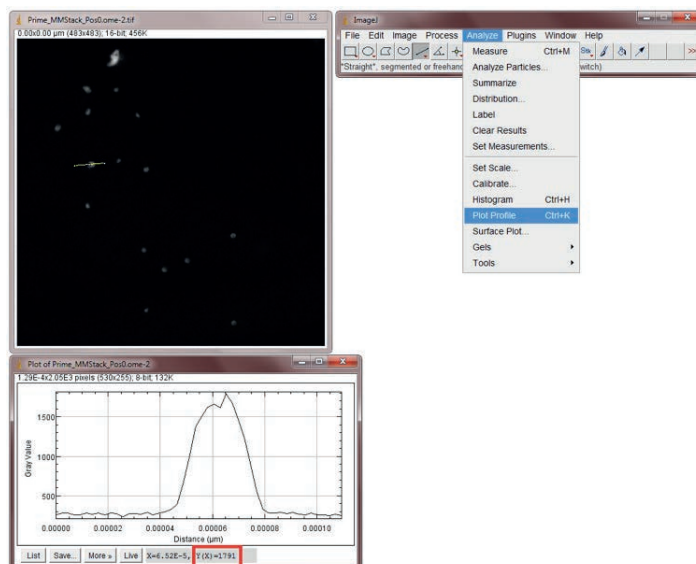 Prime_MMStack_Pos0.ome-2.tif
0.00x0.00 µm (483x483); 16-bit; 456K
ImageJ
File Edit Image Process Analyze Plugins Window Help
"Straight", segmented or freehand
witch)
Measure Ctrl+M
Analyze Particles...
Summarize
Distribution...
Label
Clear Results
Set Measurements...
Set Scale...
Calibrate...
Histogram Ctrl+H
Plot Profile Ctrl+K
Surface Plot...
Gels
Tools
Plot of Prime_MMStack_Pos0.ome-2
1.29E-4x2.05E3 pixels (530x255); 8-bit; 132K
1500
1000
500
Gray Value
0.00000 0.00002 0.00004 0.00006 0.00008 0.00010
Distance (µm)
List Save... More » Live X=6.52E-5, Y(X)=1791